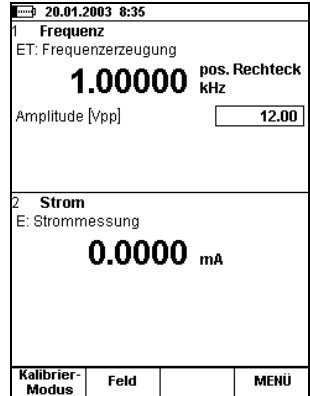 20.01.2003 8:35
1 Frequenz
ET: Frequenzerzeugung
1.00000 pos. Rechteck kHz
Amplitude [Vpp] 12.00
2 Strom
E: Strommessung
0.0000 mA
Kalibrier-Modus Feld MENÜ